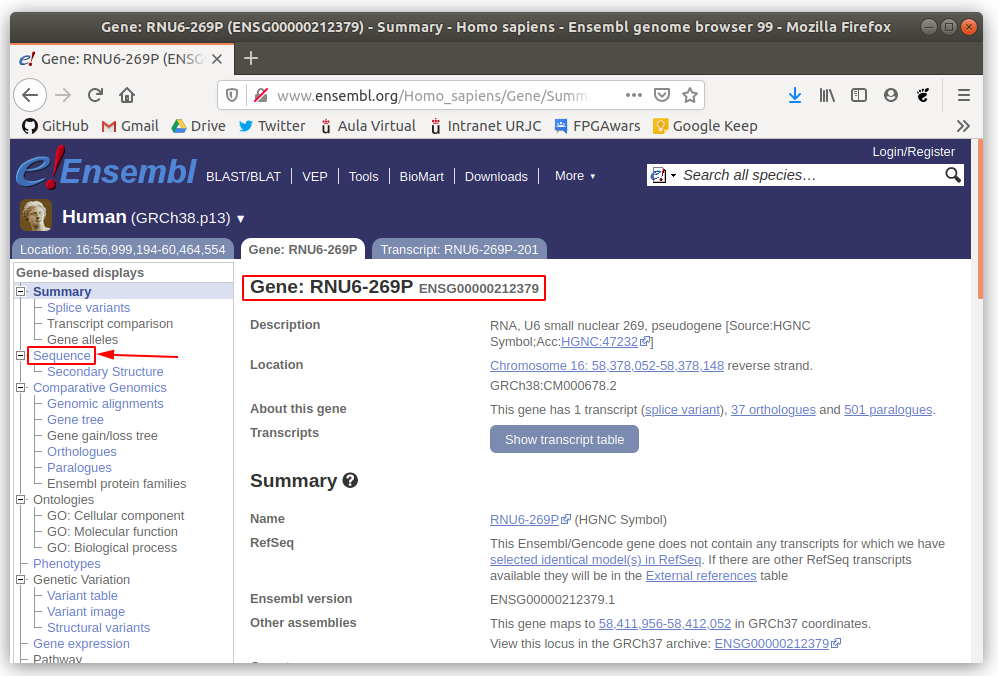 Gene: RNU6-269P (ENSG00000212379) - Summary - Homo sapiens - Ensembl genome browser 99 - Mozilla Firefox
e! Gene: RNU6-269P (ENSG
www.ensembl.org/Homo_sapiens/Gene/Summ
GitHub Gmail Drive Twitter Aula Virtual Intranet URJC FPGAwars Google Keep
Login/Register
e!Ensembl BLAST/BLAT VEP Tools BioMart Downloads More ▾
e! Search all species…
Human (GRCh38.p13) ▼
Location: 16:56,999,194-60,464,554 Gene: RNU6-269P Transcript: RNU6-269P-201
Gene-based displays
Summary
Splice variants
Transcript comparison
Gene alleles
Sequence
Secondary Structure
Comparative Genomics
Genomic alignments
Gene tree
Gene gain/loss tree
Orthologues
Paralogues
Ensembl protein families
Ontologies
GO: Cellular component
GO: Molecular function
GO: Biological process
Phenotypes
Genetic Variation
Variant table
Variant image
Structural variants
Gene expression
Pathway
Gene: RNU6-269P ENSG00000212379
Description RNA, U6 small nuclear 269, pseudogene [Source:HGNC
Symbol;Acc:HGNC:47232]
Location Chromosome 16: 58,378,052-58,378,148 reverse strand.
GRCh38:CM000678.2
About this gene This gene has 1 transcript (splice variant), 37 orthologues and 501 paralogues.
Transcripts Show transcript table
Summary ?
Name RNU6-269P (HGNC Symbol)
RefSeq This Ensembl/Gencode gene does not contain any transcripts for which we have
selected identical model(s) in RefSeq. If there are other RefSeq transcripts
available they will be in the External references table
Ensembl version ENSG00000212379.1
Other assemblies This gene maps to 58,411,956-58,412,052 in GRCh37 coordinates.
View this locus in the GRCh37 archive: ENSG00000212379